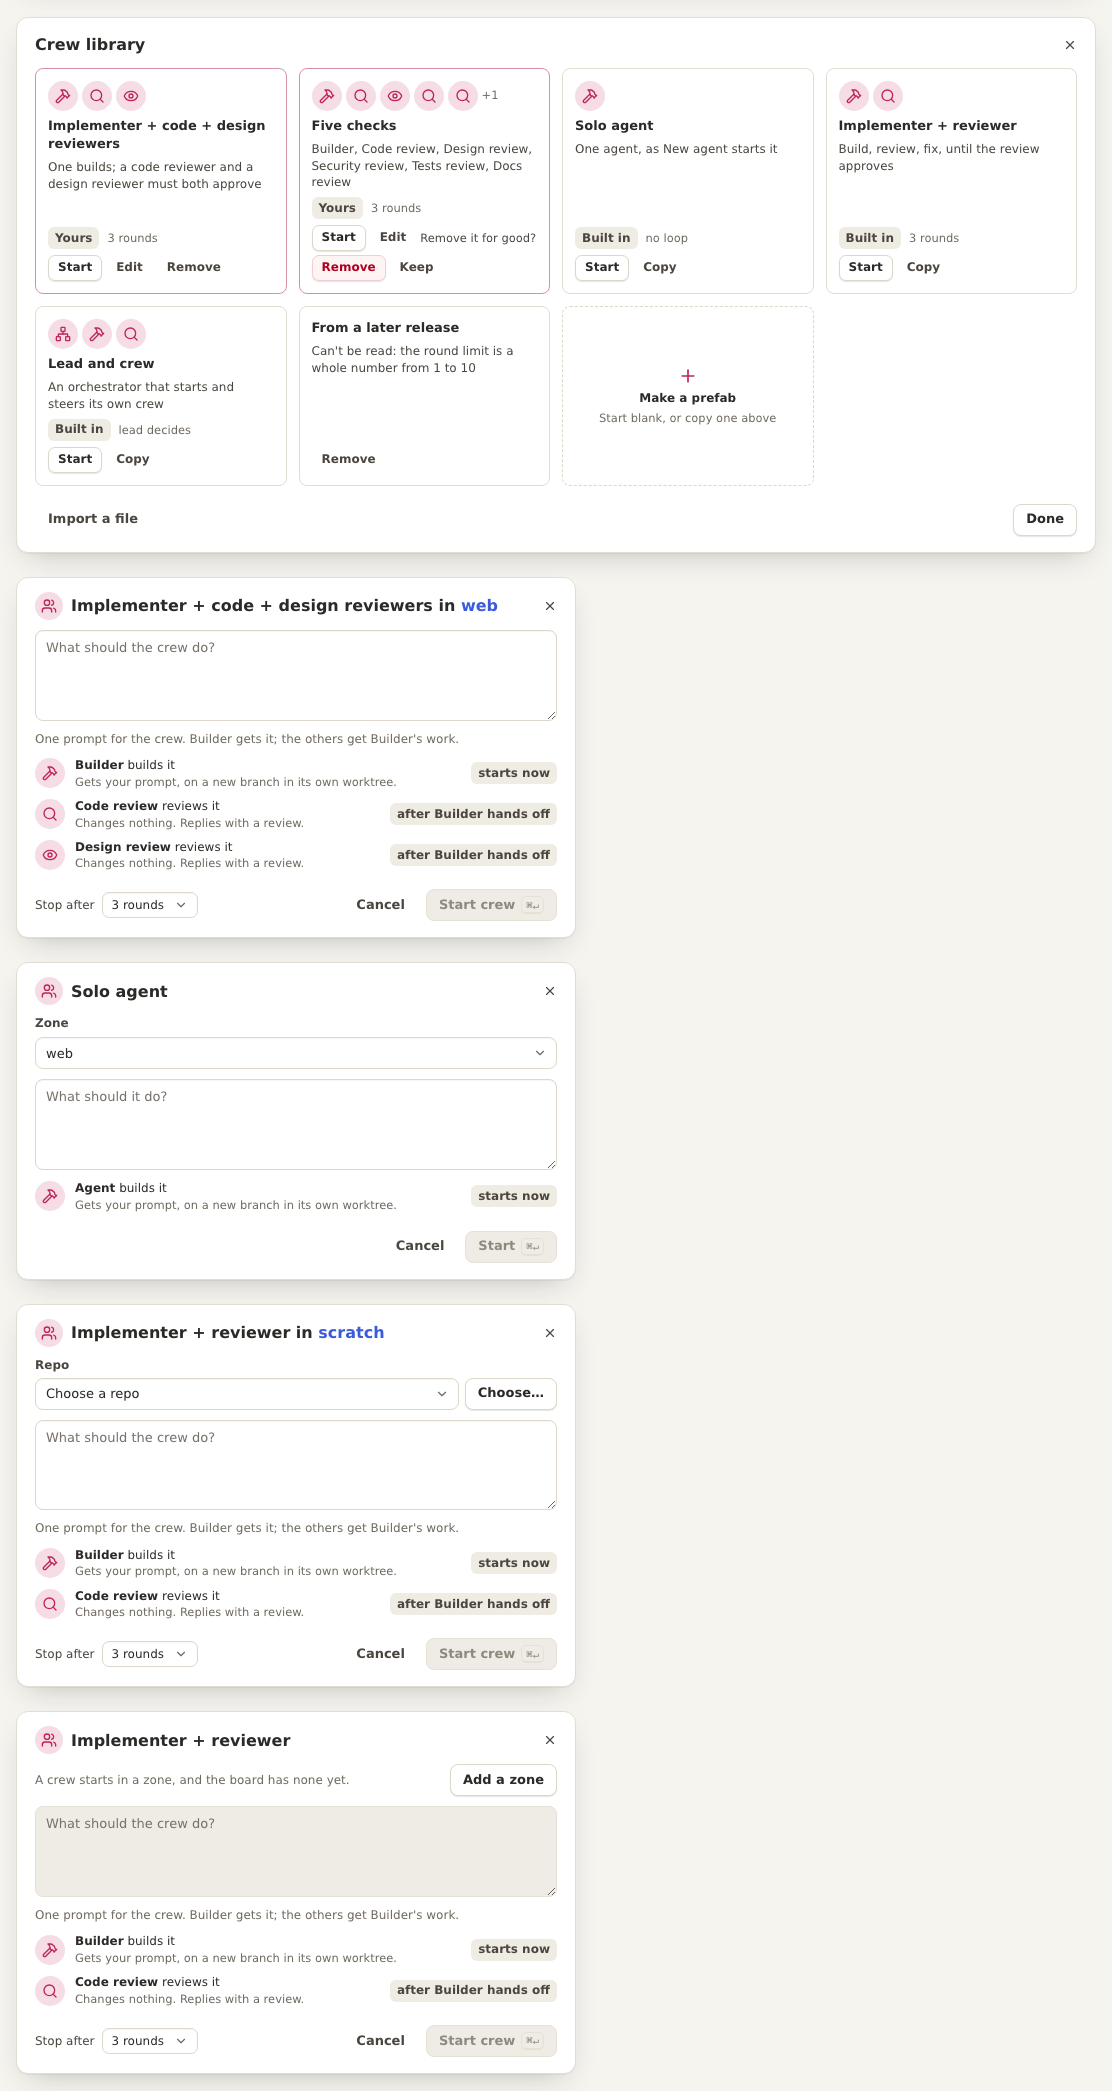 Crew library
Implementer + code + design
reviewers
One builds; a code reviewer and a
design reviewer must both approve
Yours 3 rounds
Start Edit Remove
+1
Five checks
Builder, Code review, Design review,
Security review, Tests review, Docs
review
Yours 3 rounds
Start Edit Remove it for good?
Remove Keep
Solo agent
One agent, as New agent starts it
Built in no loop
Start Copy
Implementer + reviewer
Build, review, fix, until the review
approves
Built in 3 rounds
Start Copy
Lead and crew
An orchestrator that starts and
steers its own crew
Built in lead decides
Start Copy
From a later release
Can't be read: the round limit is a
whole number from 1 to 10
Remove
Make a prefab
Start blank, or copy one above
Import a file Done
Implementer + code + design reviewers in web
What should the crew do?
One prompt for the crew. Builder gets it; the others get Builder's work.
Builder builds it
Gets your prompt, on a new branch in its own worktree.
starts now
Code review reviews it
Changes nothing. Replies with a review.
after Builder hands off
Design review reviews it
Changes nothing. Replies with a review.
after Builder hands off
Stop after 3 rounds Cancel Start crew ⌘↵
Solo agent
Zone
web
What should it do?
Agent builds it
Gets your prompt, on a new branch in its own worktree.
starts now
Cancel Start ⌘↵
Implementer + reviewer in scratch
Repo
Choose a repo Choose...
What should the crew do?
One prompt for the crew. Builder gets it; the others get Builder's work.
Builder builds it
Gets your prompt, on a new branch in its own worktree.
starts now
Code review reviews it
Changes nothing. Replies with a review.
after Builder hands off
Stop after 3 rounds Cancel Start crew ⌘↵
Implementer + reviewer
A crew starts in a zone, and the board has none yet. Add a zone
What should the crew do?
One prompt for the crew. Builder gets it; the others get Builder's work.
Builder builds it
Gets your prompt, on a new branch in its own worktree.
starts now
Code review reviews it
Changes nothing. Replies with a review.
after Builder hands off
Stop after 3 rounds Cancel Start crew ⌘↵